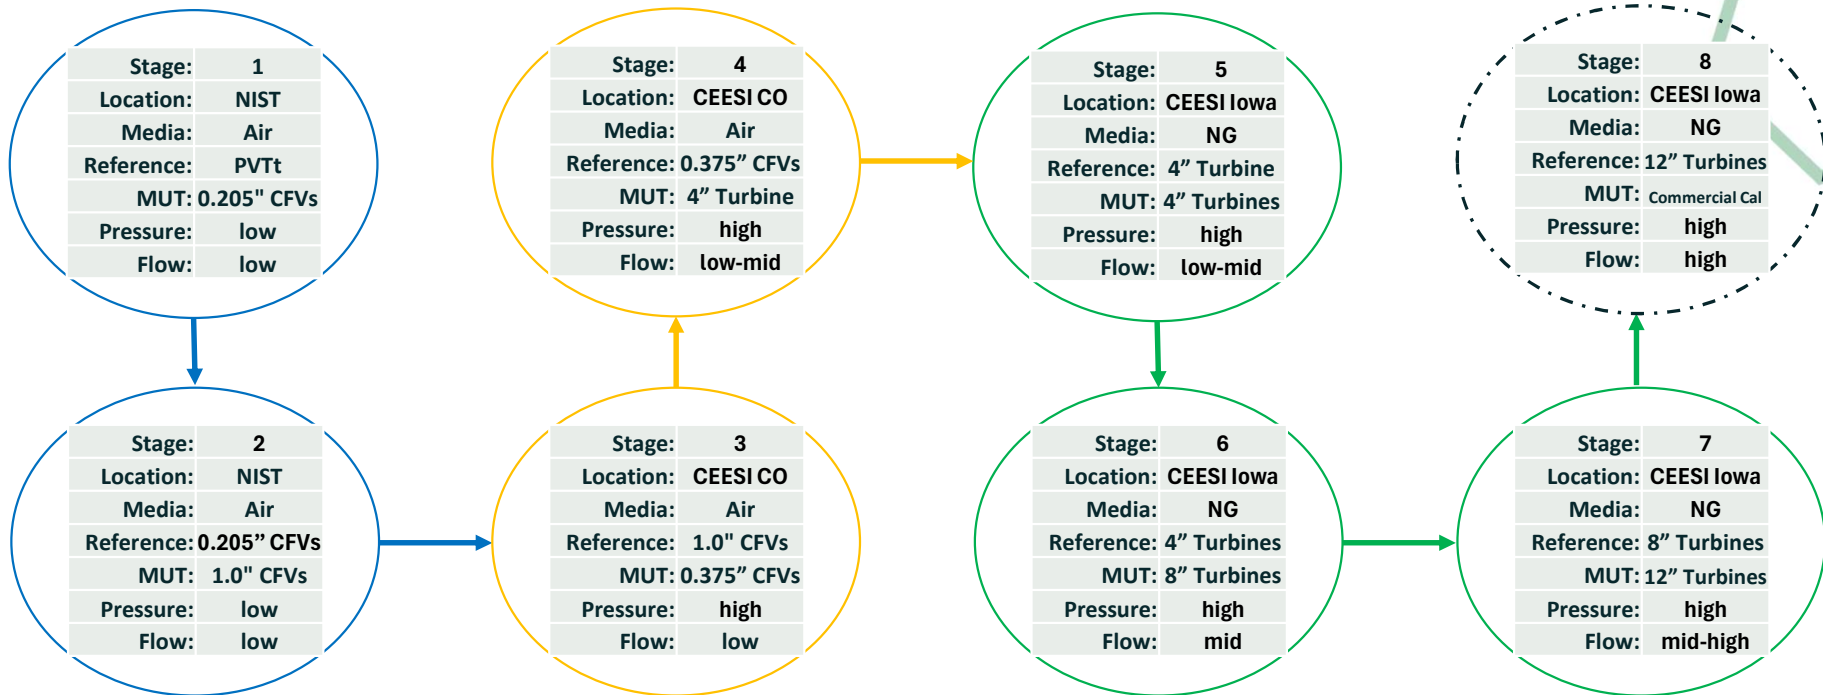 Stage: 1
Location: NIST
Media: Air
Reference: PVTt
MUT: 0.205" CFVs
Pressure: low
Flow: low
Stage: 2
Location: NIST
Media: Air
Reference: 0.205” CFVs
MUT: 1.0" CFVs
Pressure: low
Flow: low
Stage: 3
Location: CEESI CO
Media: Air
Reference: 1.0" CFVs
MUT: 0.375” CFVs
Pressure: high
Flow: low
Stage: 4
Location: CEESI CO
Media: Air
Reference: 0.375” CFVs
MUT: 4” Turbine
Pressure: high
Flow: low-mid
Stage: 5
Location: CEESI Iowa
Media: NG
Reference: 4” Turbine
MUT: 4” Turbines
Pressure: high
Flow: low-mid
Stage: 6
Location: CEESI Iowa
Media: NG
Reference: 4” Turbines
MUT: 8” Turbines
Pressure: high
Flow: mid
Stage: 7
Location: CEESI Iowa
Media: NG
Reference: 8” Turbines
MUT: 12” Turbines
Pressure: high
Flow: mid-high
Stage: 8
Location: CEESI Iowa
Media: NG
Reference: 12” Turbines
MUT: Commercial Cal
Pressure: high
Flow: high